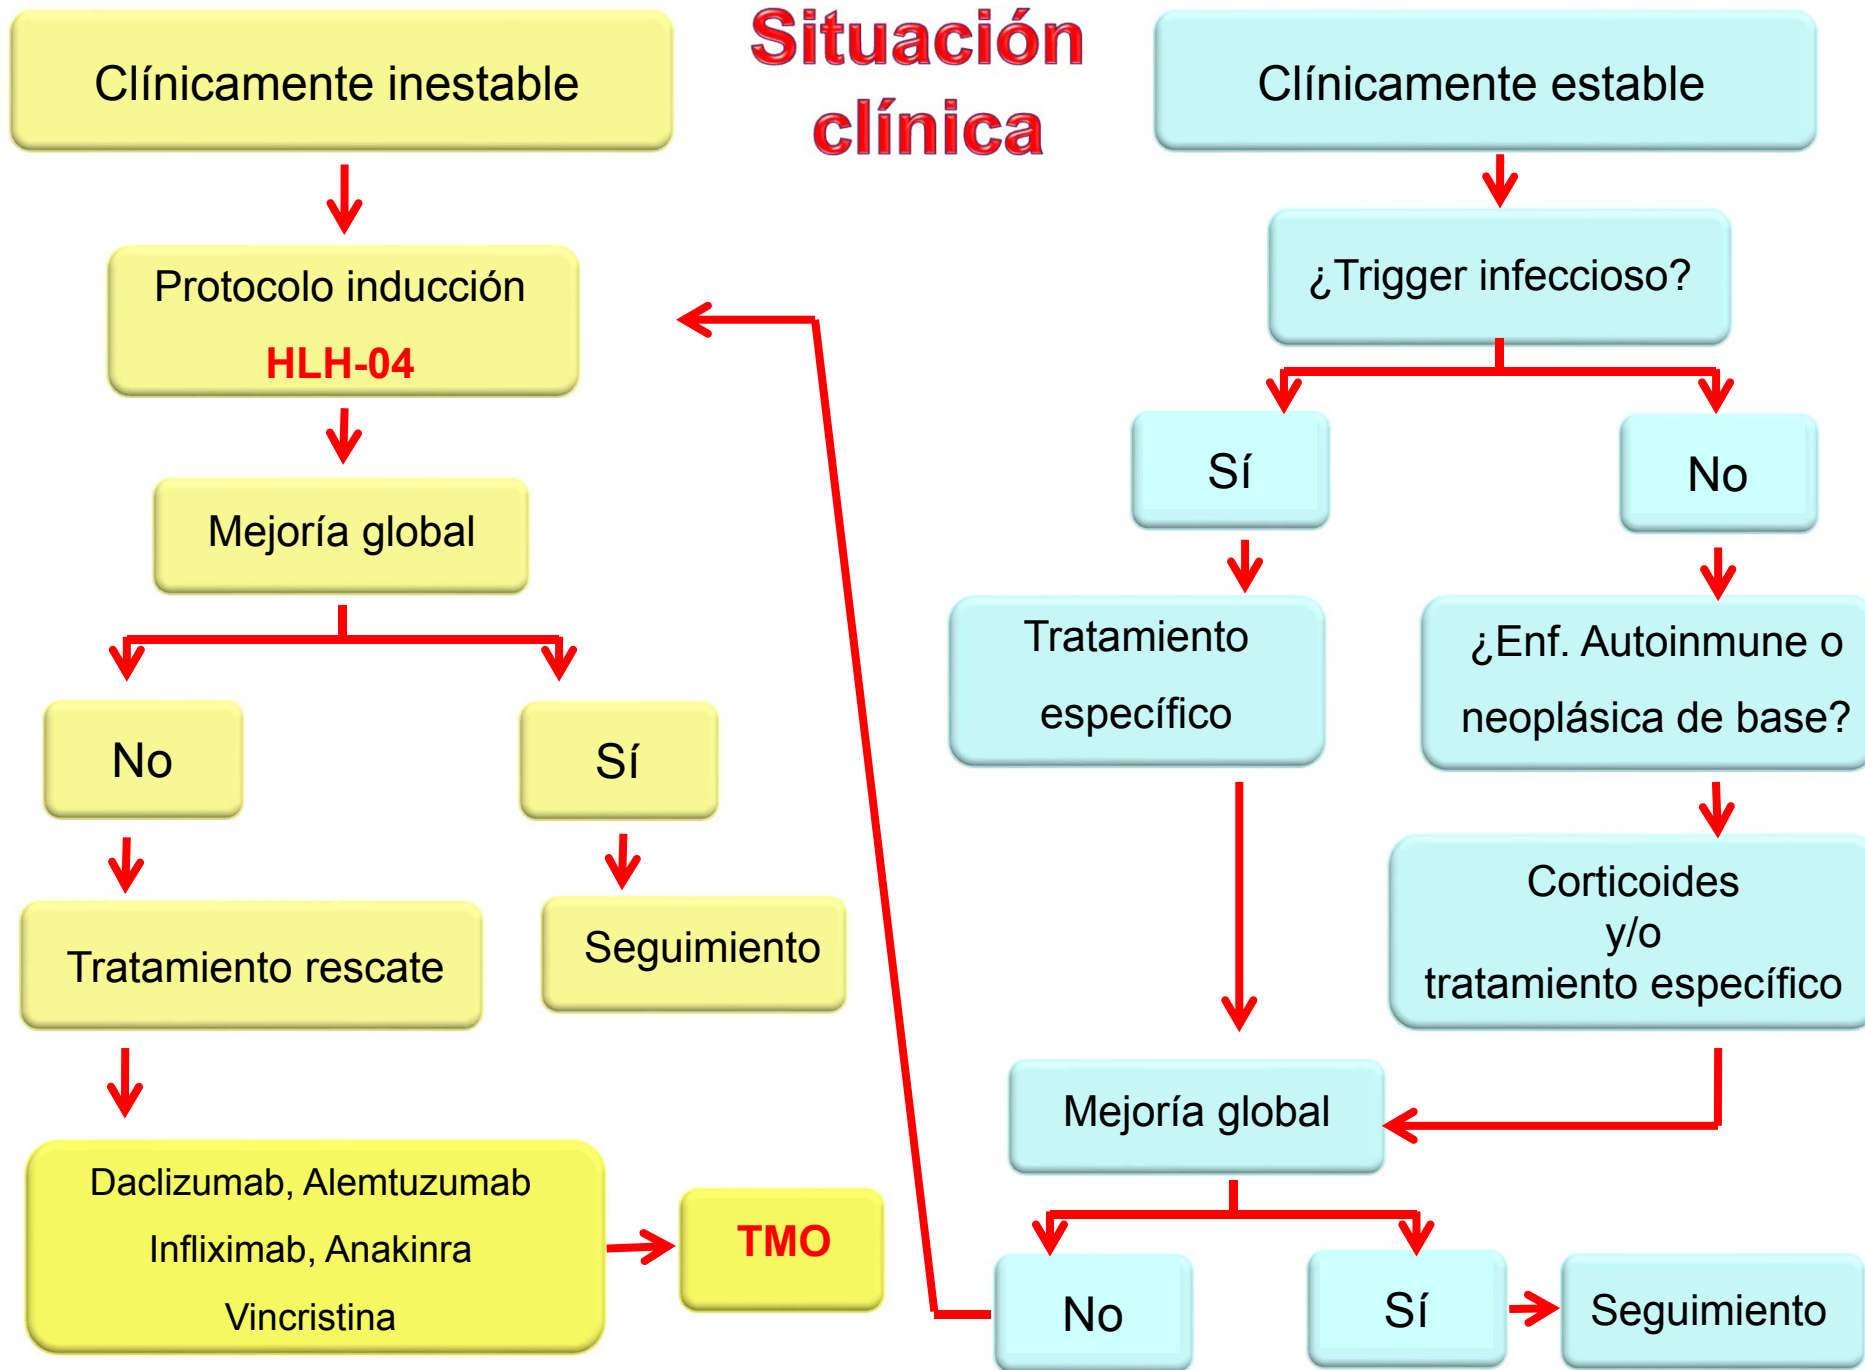 Situación
clínica
Clínicamente inestable
Protocolo inducción
HLH-04
Mejoría global
No
Sí
Tratamiento rescate
Seguimiento
Daclizumab, Alemtuzumab
Infliximab, Anakinra
Vincristina
TMO
Clínicamente estable
¿Trigger infeccioso?
Sí
No
Tratamiento
específico
¿Enf. Autoinmune o
neoplásica de base?
Corticoides
y/o
tratamiento específico
Mejoría global
No
Sí
Seguimiento